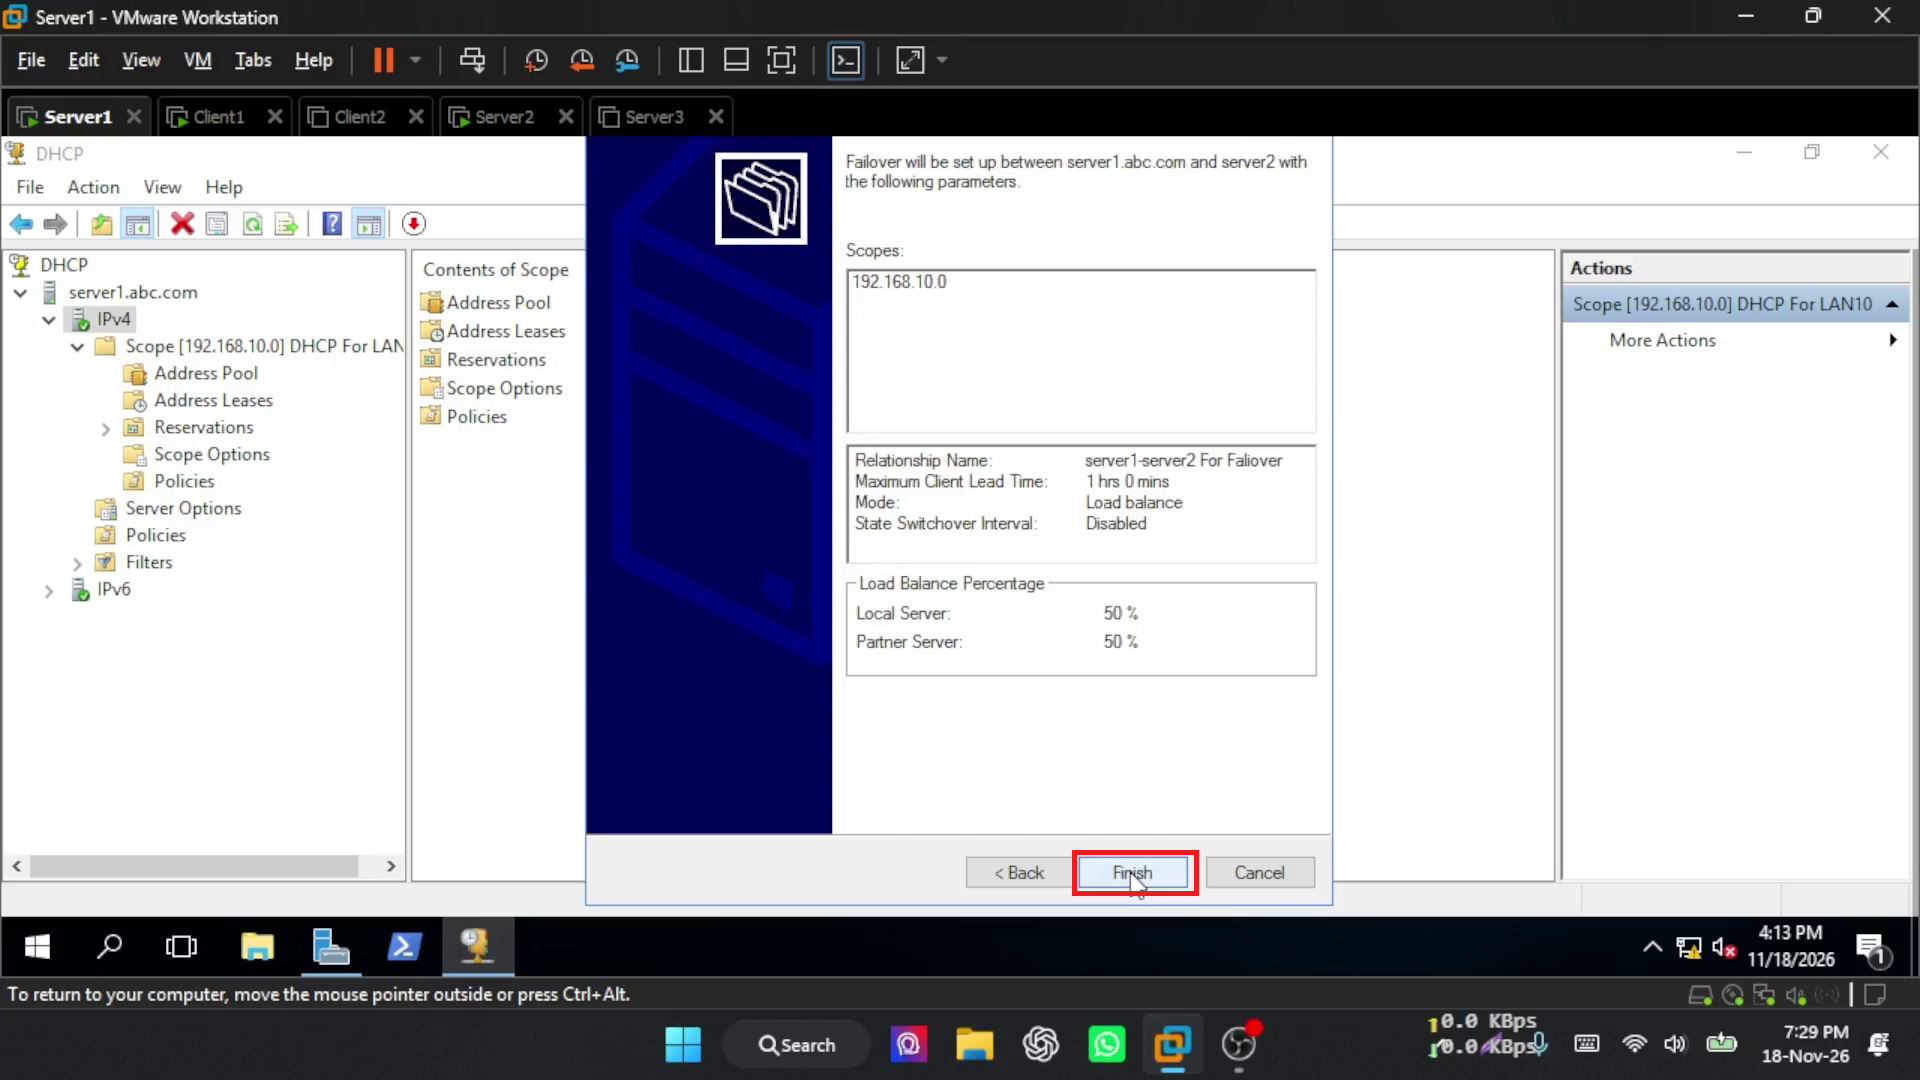 Server1 - VMware Workstation
File Edit View VM Tabs Help
Server1 Client1 Client2 Server2 Server3
DHCP
File Action View Help
DHCP
server1.abc.com
IPv4
Scope [192.168.10.0] DHCP For LAN
Address Pool
Address Leases
Reservations
Scope Options
Policies
Server Options
Policies
Filters
IPv6
Contents of Scope
Address Pool
Address Leases
Reservations
Scope Options
Policies
Failover will be set up between server1.abc.com and server2 with
the following parameters.
Scopes:
192.168.10.0
Relationship Name: server1-server2 For Faliover
Maximum Client Lead Time: 1 hrs 0 mins
Mode: Load balance
State Switchover Interval: Disabled
Load Balance Percentage
Local Server: 50 %
Partner Server: 50 %
< Back Finish Cancel
Actions
Scope [192.168.10.0] DHCP For LAN10
More Actions
4:13 PM
11/18/2026
1
To return to your computer, move the mouse pointer outside or press Ctrl+Alt.
Search
0.0 KBps
0.0 KBps
7:29 PM
18-Nov-26